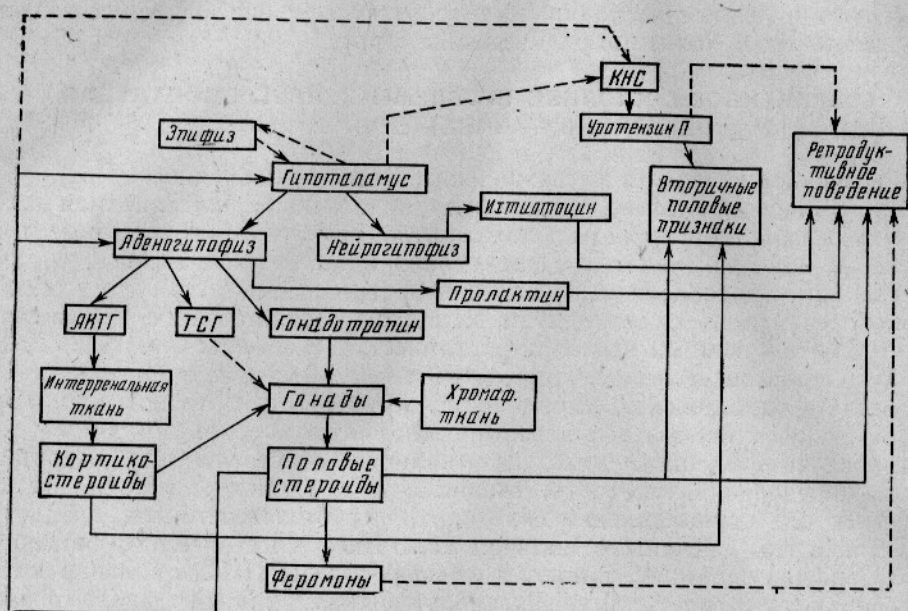 КНС
Эпифиз
Уротензин П
Гипоталамус
Репродук-
тивное
поведение
Вторичные
половые
признаки
Ихтиотоцин
Аденогипофиз
Нейрогипофиз
Пролактин
АКТГ
ТСГ
Гонадотропин
Интерренальная
ткань
Гонады
Хромаф.
ткань
Кортико-
стероиды
Половые
стероиды
Феромоны